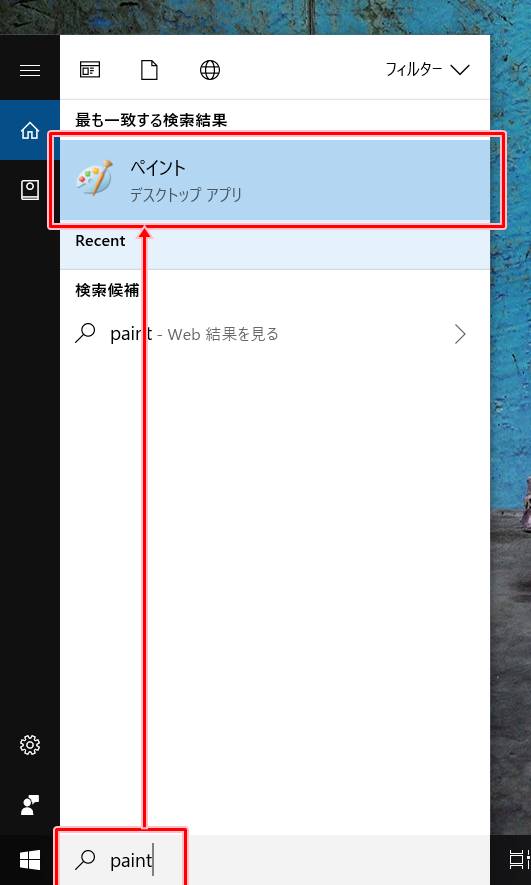 フィルター
最も一致する検索結果
ペイント
デスクトップ アプリ
Recent
検索候補
paint - Web 結果を見る
paint